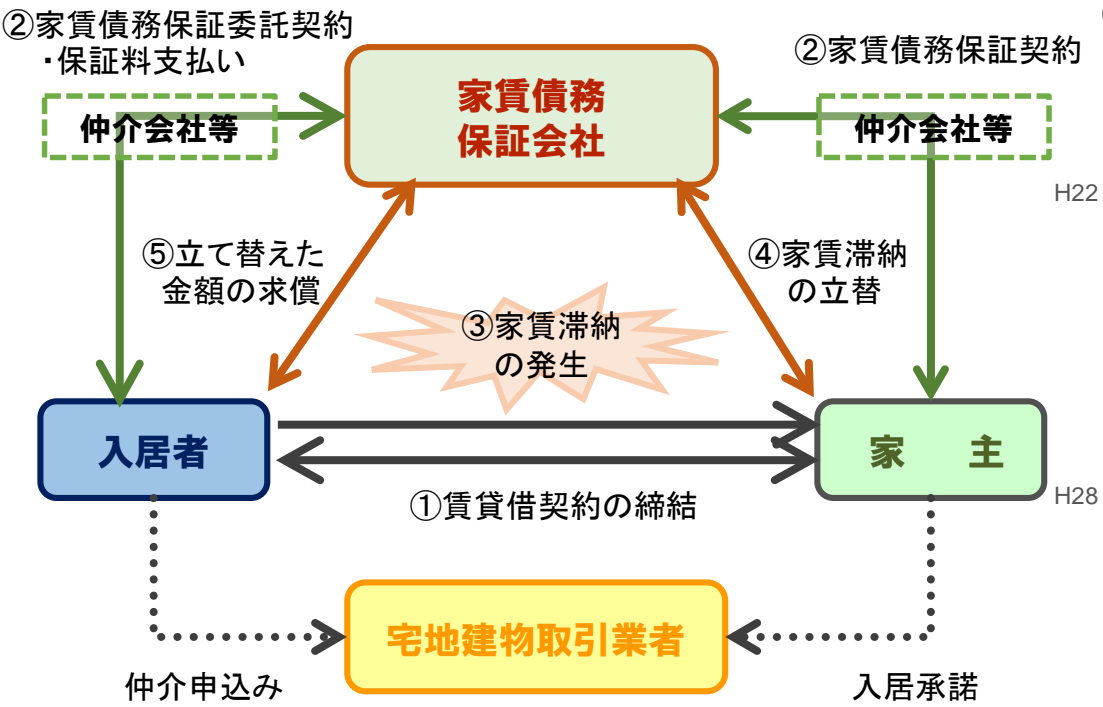 ②家賃債務保証委託契約
・保証料支払い
②家賃債務保証契約
家賃債務
保証会社
仲介会社等
仲介会社等
H22
⑤立て替えた
金額の求償
④家賃滞納
の立替
③家賃滞納
の発生
入居者
家　主
①賃貸借契約の締結
H28
宅地建物取引業者
仲介申込み
入居承諾